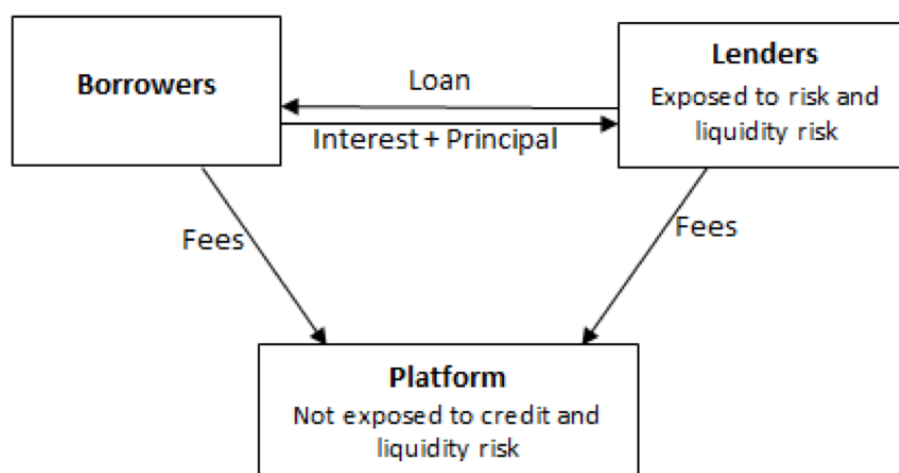 Borrowers
Lenders
Exposed to risk and
liquidity risk
Loan
Interest + Principal
Fees
Fees
Platform
Not exposed to credit and
liquidity risk